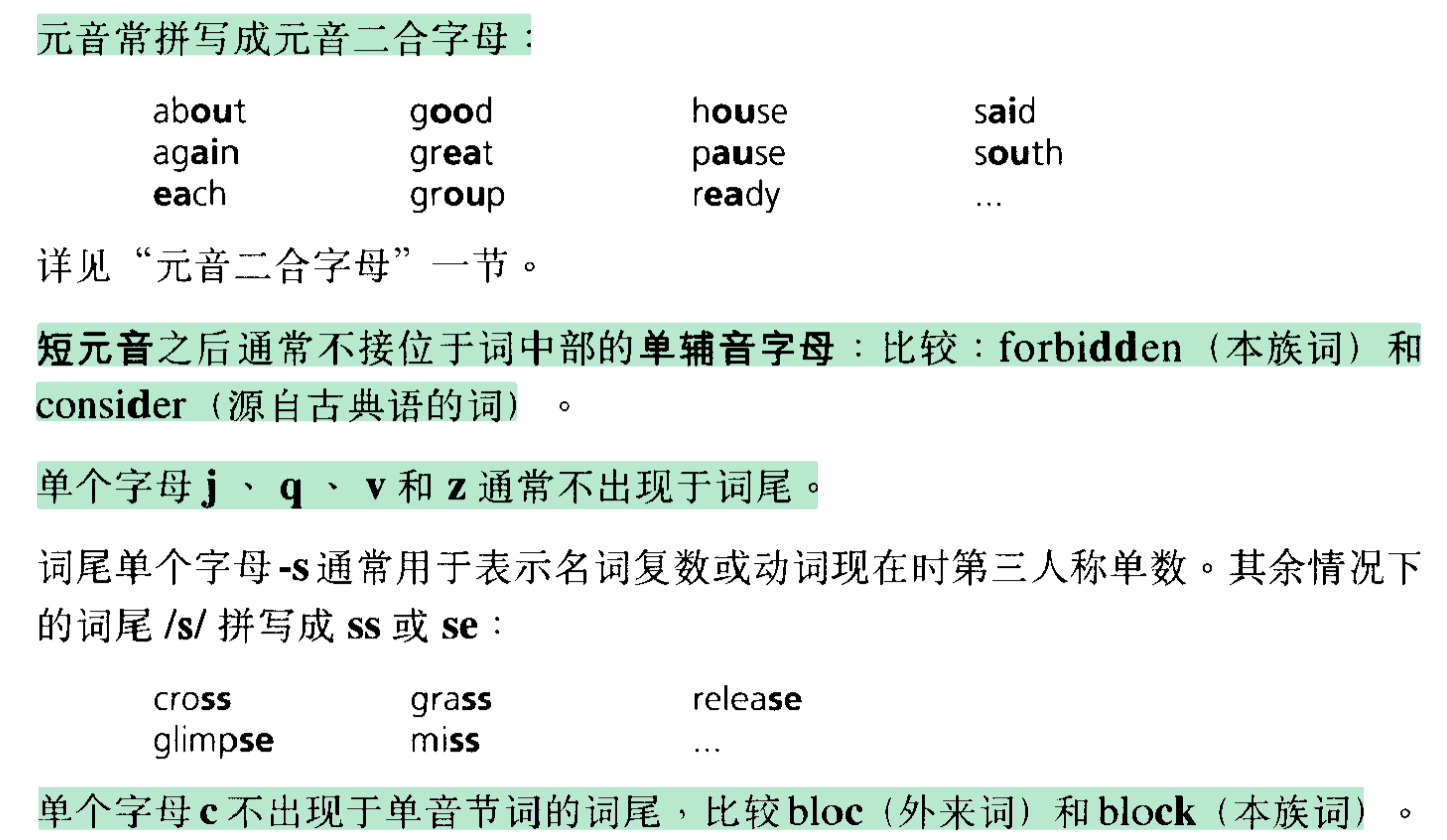 元音常拼写成元音二合字母：
about good house said
again great pause south
each group ready ...
详见“元音二合字母”一节。
短元音之后通常不接位于词中部的单辅音字母：比较：forbidden（本族词）和
consider（源自古典语的词）。
单个字母 j、q、v 和 z 通常不出现于词尾。
词尾单个字母 -s 通常用于表示名词复数或动词现在时第三人称单数。其余情况下
的词尾 /s/ 拼写成 ss 或 se：
cross grass release
glimpse miss ...
单个字母 c 不出现于单音节词的词尾，比较 bloc（外来词）和 block（本族词）。